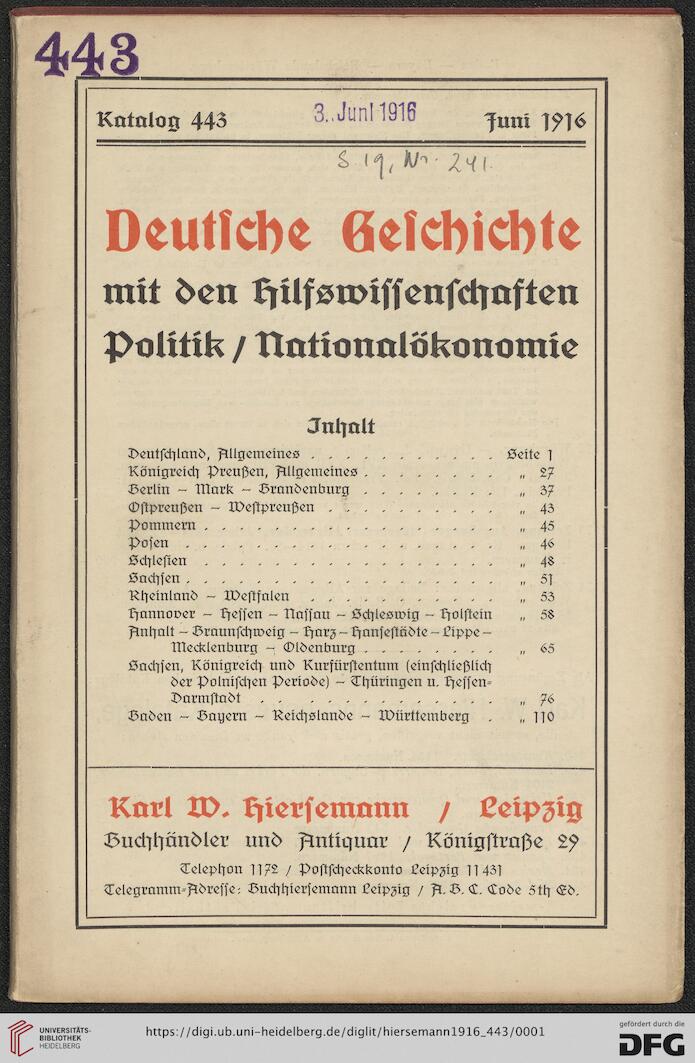 443
Katalog 443 3. Juni 1916 Juni 1916
S 19, Nr. 241.
Deutſche Geſchichte
mit den Hilfswiſſenſchaften
Politik / Nationalökonomie
Inhalt
Deutſchland, Allgemeines . . . . . . . . . . . Seite 1
Königreich Preußen, Allgemeines . . . . . . . . „ 27
Berlin – Mark – Brandenburg . . . . . . . . „ 37
Oſtpreußen – Weſtpreußen . . . . . . . . . . „ 43
Pommern . . . . . . . . . . . . . . . . . „ 45
Poſen . . . . . . . . . . . . . . . . . . „ 46
Schleſien . . . . . . . . . . . . . . . . . „ 48
Sachſen . . . . . . . . . . . . . . . . . . „ 51
Rheinland – Weſtfalen . . . . . . . . . . . „ 53
Hannover – Heſſen – Naſſau – Schleswig – Holſtein „ 58
Anhalt – Braunſchweig – Harz – Hanſeſtädte – Lippe –
Mecklenburg – Oldenburg . . . . . . . . „ 65
Sachſen, Königreich und Kurfürſtentum (einſchließlich
der Polniſchen Periode) – Thüringen u. Heſſen-
Darmſtadt . . . . . . . . . . . . . . „ 76
Baden – Bayern – Reichslande – Württemberg . „ 110
Karl W. Hierſemann / Leipzig
Buchhändler und Antiquar / Königſtraße 29
Telephon 1172 / Poſtſcheckkonto Leipzig 11431
Telegramm-Adreſſe: Buchhierſemann Leipzig / A. B. C. Code 5th Ed.
UNIVERSITÄTS-
BIBLIOTHEK
HEIDELBERG
https://digi.ub.uni-heidelberg.de/diglit/hiersemann1916_443/0001
gefördert durch die
DFG